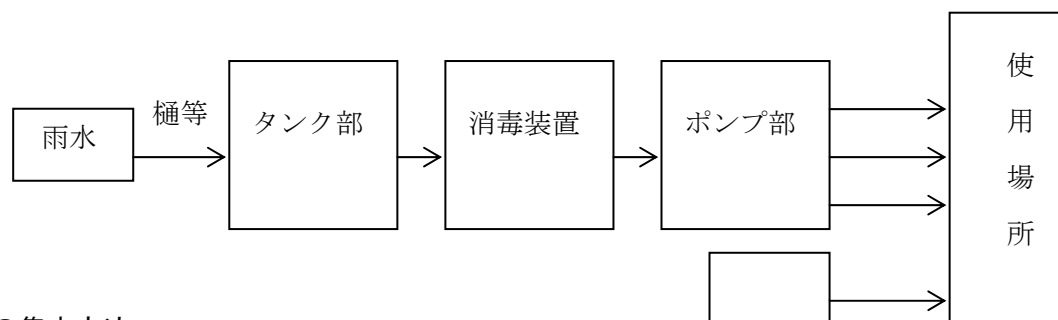 雨水
樋等
タンク部
消毒装置
ポンプ部
使
用
場
所